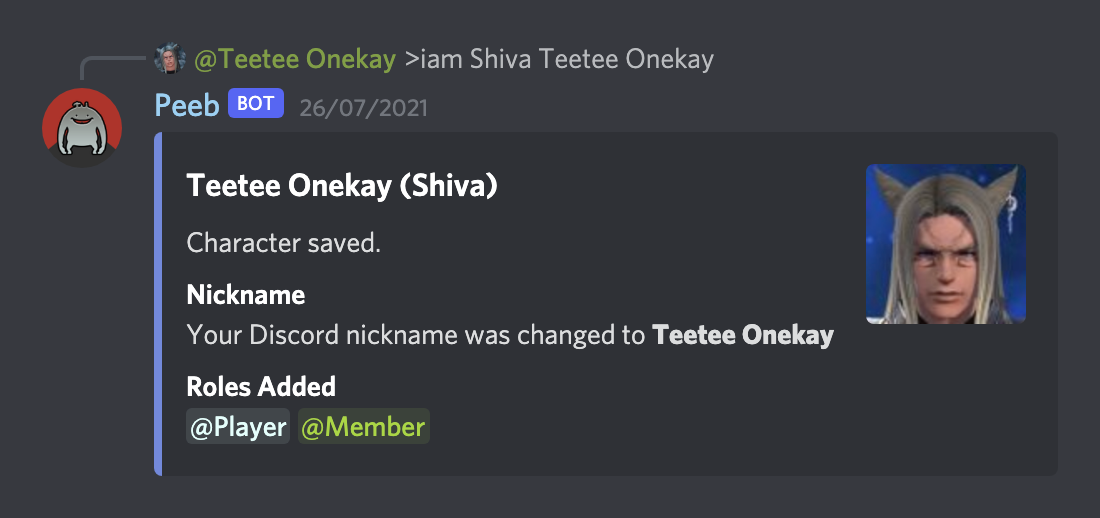 @Teetee Onekay >iam Shiva Teetee Onekay
Peeb BOT 26/07/2021
Teetee Onekay (Shiva)
Character saved.
Nickname
Your Discord nickname was changed to Teetee Onekay
Roles Added
@Player @Member